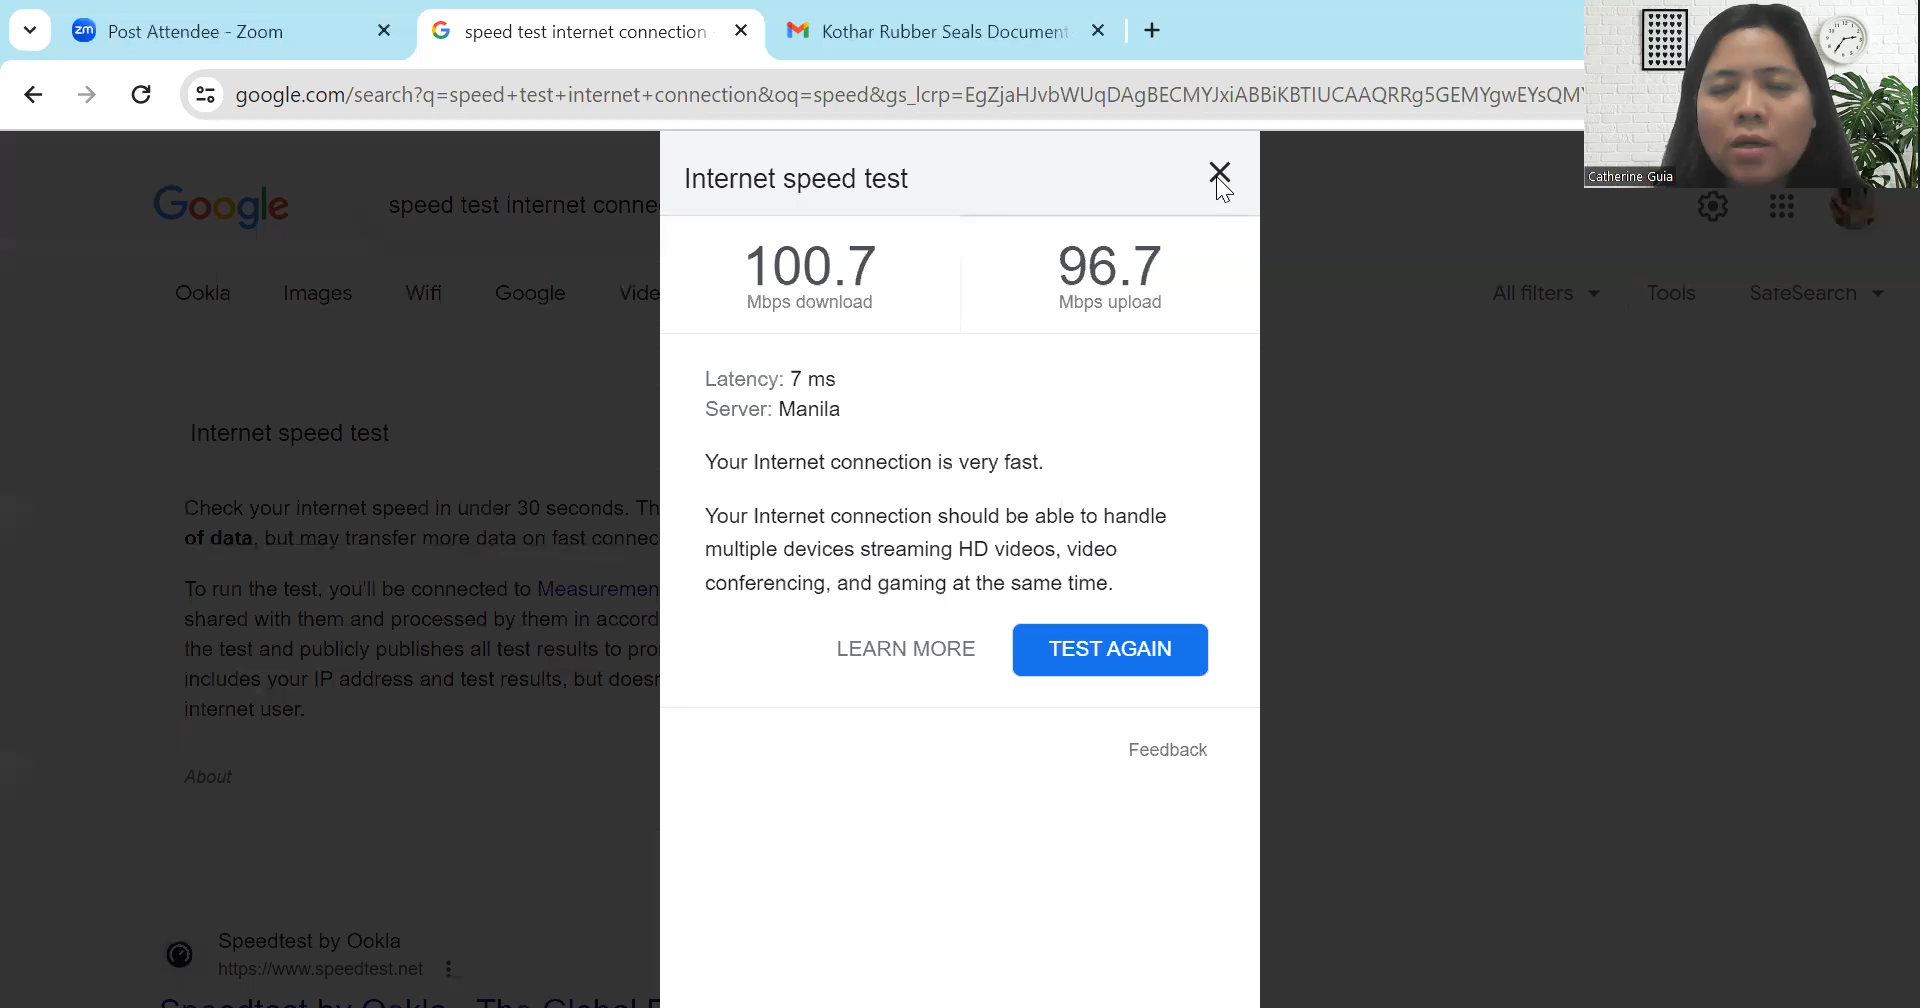 Post Attendee - Zoom
speed test internet connection
Kothar Rubber Seals Document
google.com/search?q=speed+test+internet+connection&oq=speed&gs_lcrp=EgZjaHJvbWUqDAgBECMYJxiABBiKBTIUCAAQRRg5GEMYgwEYsQMY
Catherine Guia
Google
speed test internet conne
Ookla
Images
Wifi
Google
Vide
All filters
Tools
SafeSearch
Internet speed test
100.7
Mbps download
96.7
Mbps upload
Latency: 7 ms
Server: Manila
Your Internet connection is very fast.
Your Internet connection should be able to handle
multiple devices streaming HD videos, video
conferencing, and gaming at the same time.
LEARN MORE
TEST AGAIN
Feedback
Internet speed test
Check your internet speed in under 30 seconds. Th
of data, but may transfer more data on fast connec
To run the test, you'll be connected to Measuremen
shared with them and processed by them in accord
the test and publicly publishes all test results to pro
includes your IP address and test results, but doesn
internet user.
About
Speedtest by Ookla
https://www.speedtest.net
Speedtest by Ookla - The Global